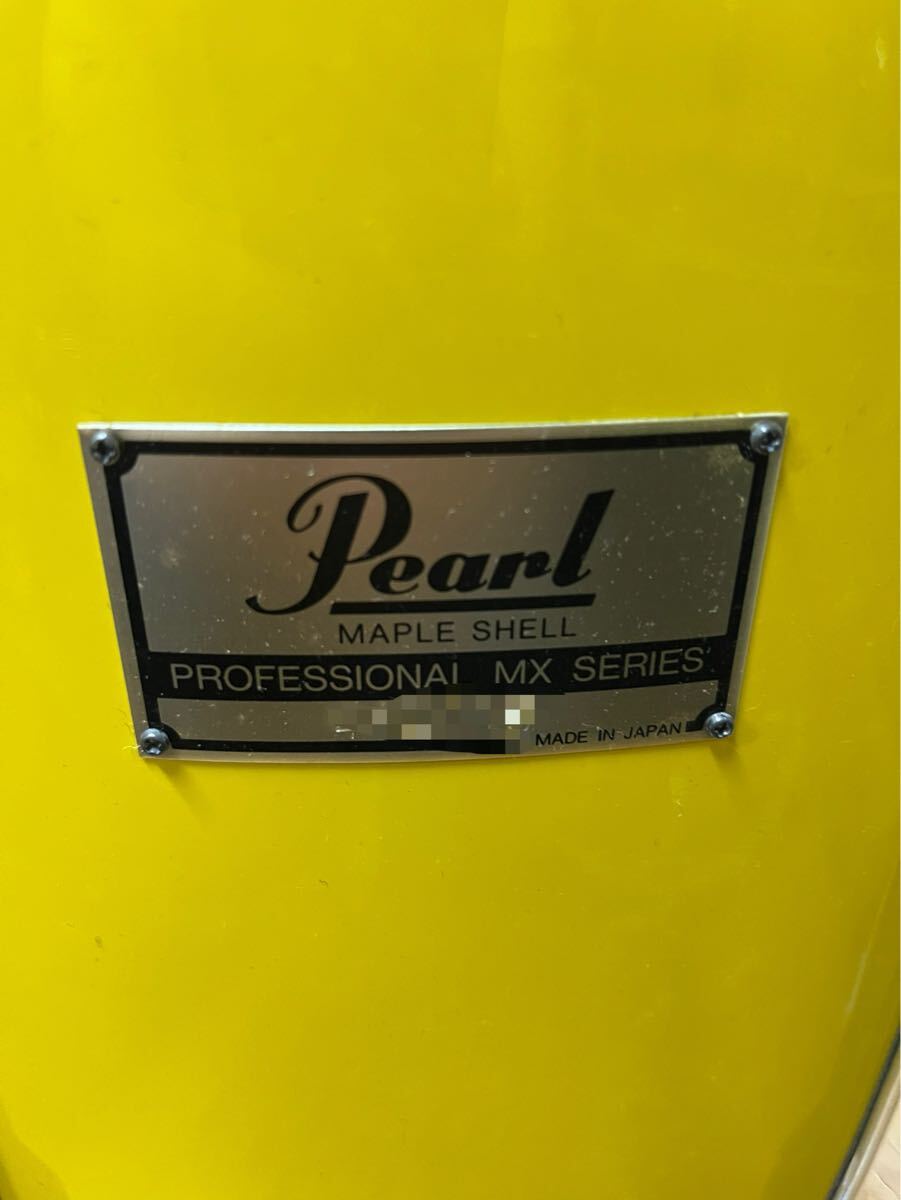 Pearl
MAPLE SHELL
PROFESSIONAL MX SERIES
MADE IN JAPAN